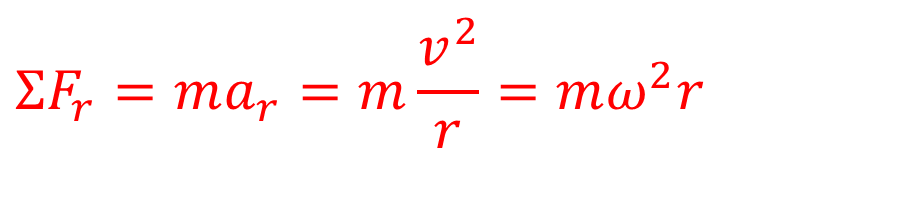 ΣF_r = ma_r = m v²/r = mω²r